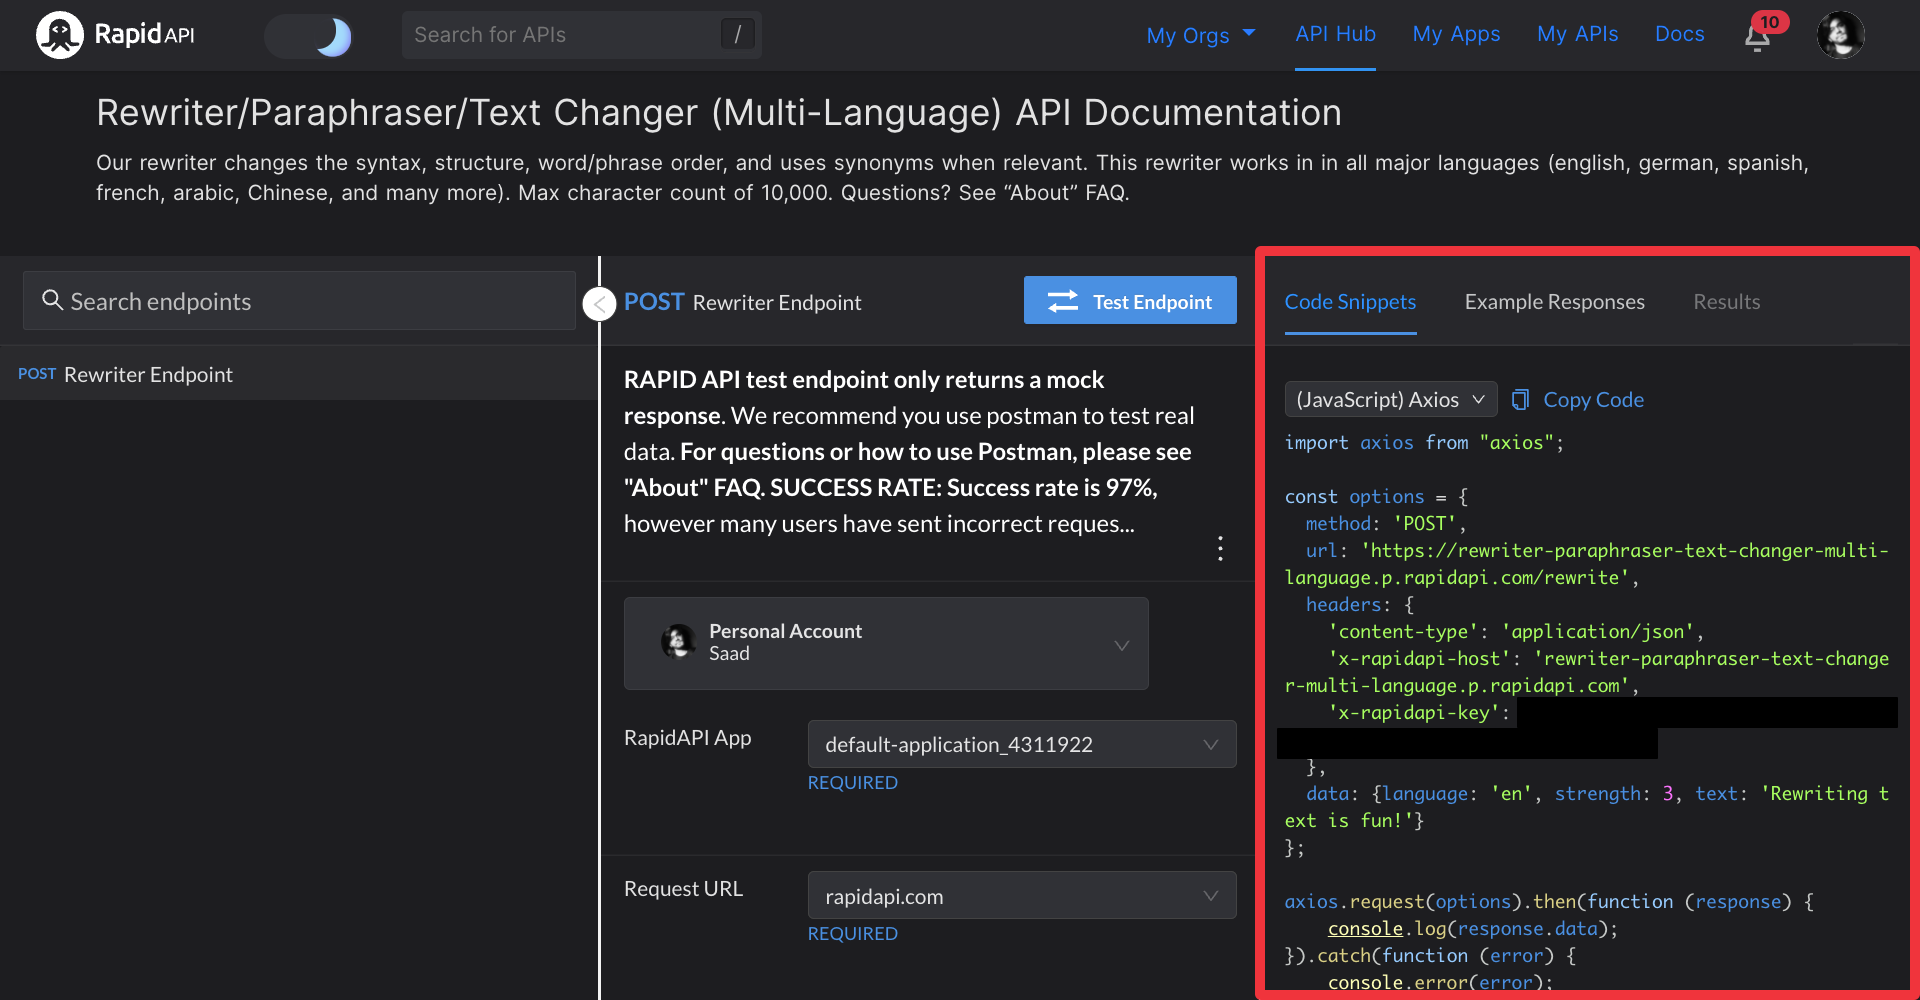 RapidAPI
Search for APIs /
My Orgs API Hub My Apps My APIs Docs 10
Rewriter/Paraphraser/Text Changer (Multi-Language) API Documentation
Our rewriter changes the syntax, structure, word/phrase order, and uses synonyms when relevant. This rewriter works in in all major languages (english, german, spanish,
french, arabic, Chinese, and many more). Max character count of 10,000. Questions? See “About” FAQ.
Search endpoints
POST Rewriter Endpoint
POST Rewriter Endpoint
Test Endpoint
RAPID API test endpoint only returns a mock
response. We recommend you use postman to test real
data. For questions or how to use Postman, please see
"About" FAQ. SUCCESS RATE: Success rate is 97%,
however many users have sent incorrect reques...
Personal Account
Saad
RapidAPI App
default-application_4311922
REQUIRED
Request URL
rapidapi.com
REQUIRED
Code Snippets Example Responses Results
(JavaScript) Axios Copy Code
import axios from "axios";
const options = {
method: 'POST',
url: 'https://rewriter-paraphraser-text-changer-multi-
language.p.rapidapi.com/rewrite',
headers: {
'content-type': 'application/json',
'x-rapidapi-host': 'rewriter-paraphraser-text-change
r-multi-language.p.rapidapi.com',
'x-rapidapi-key':
},
data: {language: 'en', strength: 3, text: 'Rewriting t
ext is fun!'}
};
axios.request(options).then(function (response) {
console.log(response.data);
}).catch(function (error) {
console.error(error);